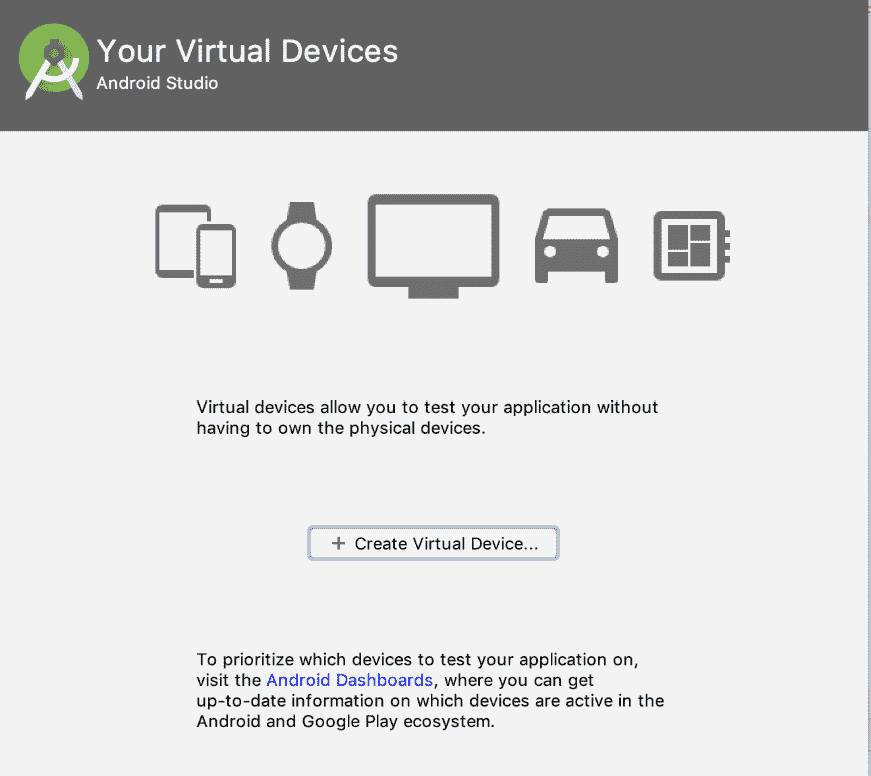 Your Virtual Devices
Android Studio
Virtual devices allow you to test your application without
having to own the physical devices.
+ Create Virtual Device...
To prioritize which devices to test your application on,
visit the Android Dashboards, where you can get
up-to-date information on which devices are active in the
Android and Google Play ecosystem.